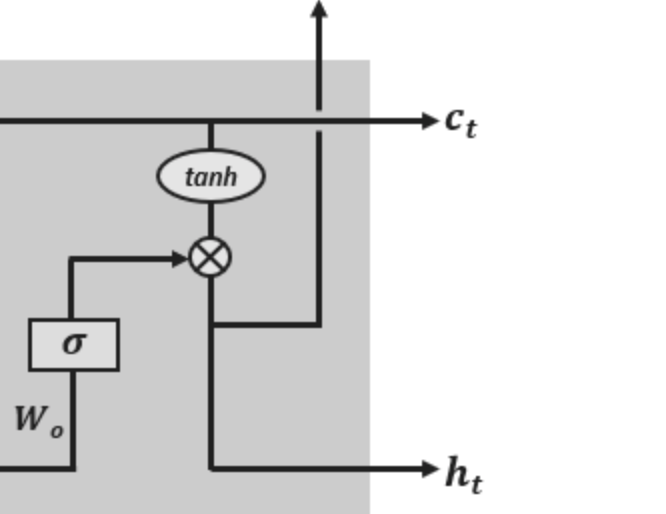 c_t
tanh
σ
W_o
h_t